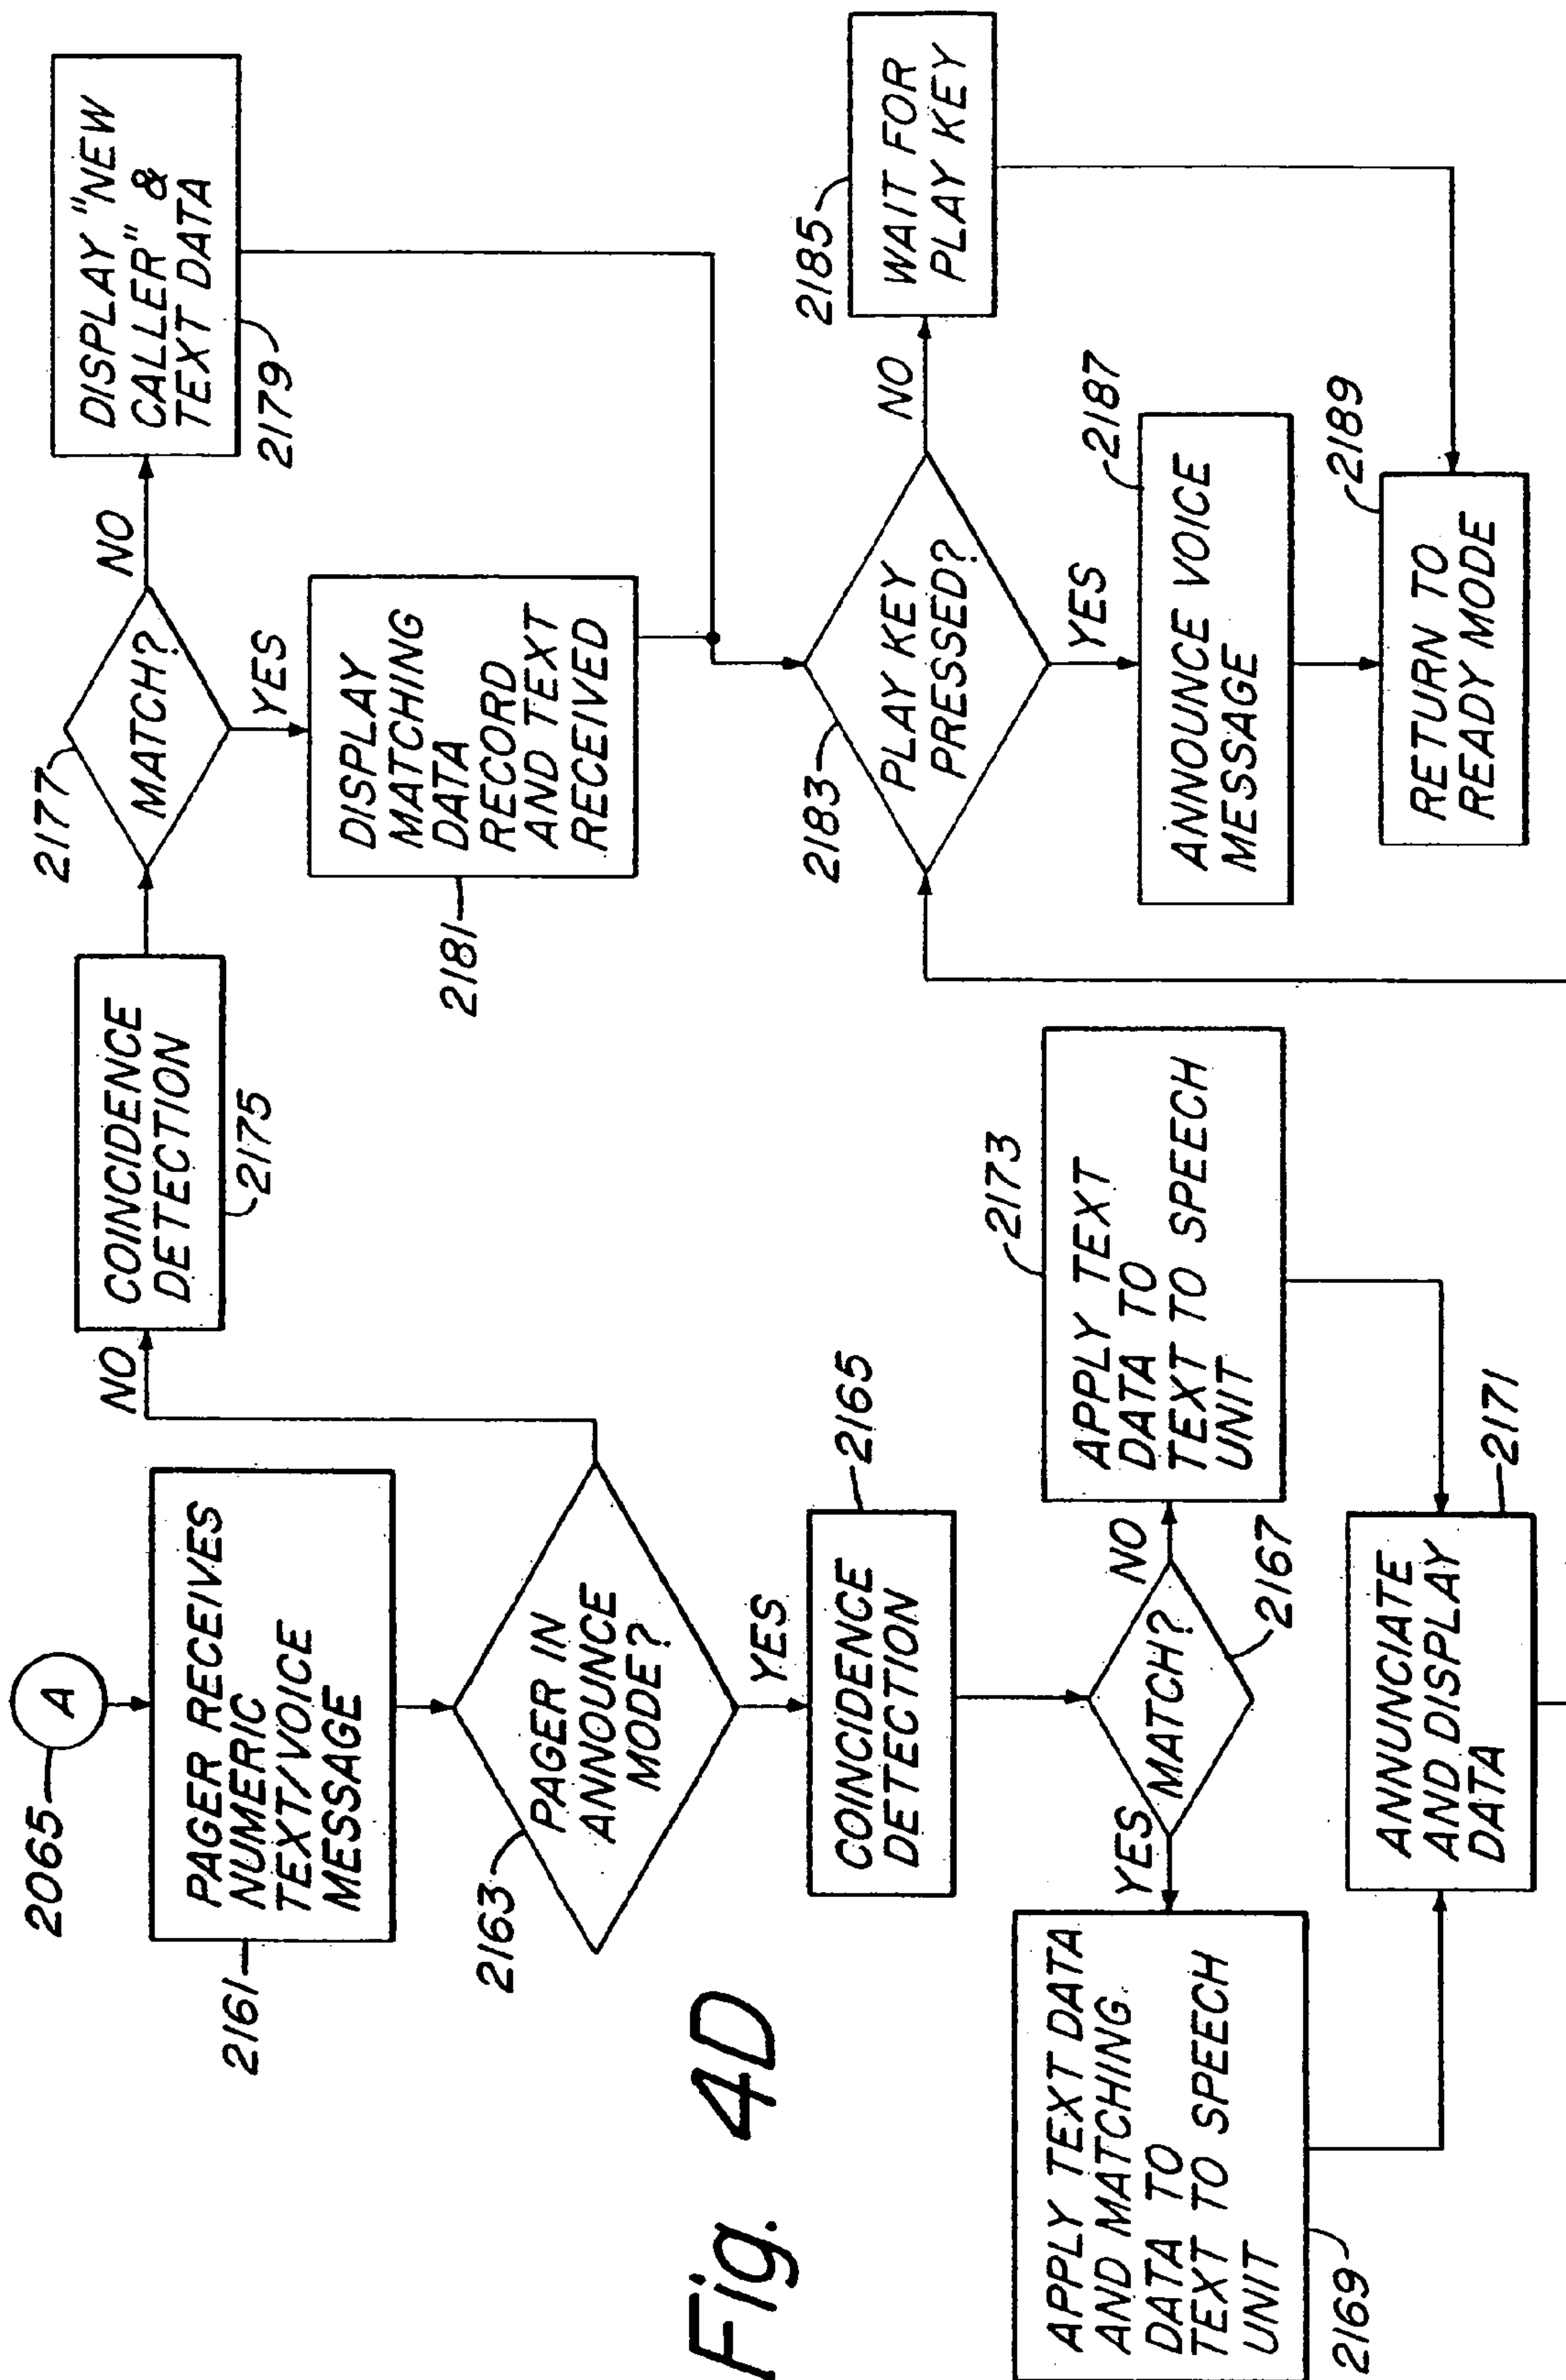 2065
A
PAGER RECEIVES
NUMERIC
TEXT/VOICE
MESSAGE
2161
2163
PAGER IN
ANNOUNCE
MODE?
NO
YES
COINCIDENCE
DETECTION
2165
YES
MATCH?
NO
2167
APPLY TEXT DATA
AND MATCHING.
DATA TO
TEXT TO SPEECH
UNIT
2169
2173
APPLY TEXT
DATA TO
TEXT TO SPEECH
UNIT
ANNUNCIATE
AND DISPLAY
DATA
2171
COINCIDENCE
DETECTION
2175
2177
MATCH?
NO
YES
DISPLAY "NEW
CALLER" &
TEXT DATA
2179
DISPLAY
MATCHING
DATA
RECORD
AND TEXT
RECEIVED
2181
2183
PLAY KEY
PRESSED?
NO
YES
2185
WAIT FOR
PLAY KEY
2187
ANNOUNCE VOICE
MESSAGE
2189
RETURN TO
READY MODE
Fig. 4D